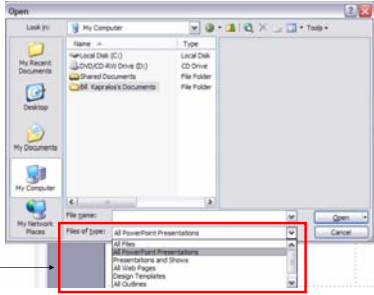 Open
Look in: My Computer Tools
Name Type
Local Disk (C:) Local Disk
DVD/CD-RW Drive (D:) CD Drive
Shared Documents File Folder
Bill Kapralos's Documents File Folder
My Recent
Documents
Desktop
My Documents
My Computer
My Network
Places
File name: Open
Files of type: All PowerPoint Presentations Cancel
All Files
All PowerPoint Presentations
Presentations and Shows
All Web Pages
Design Templates
All Outlines